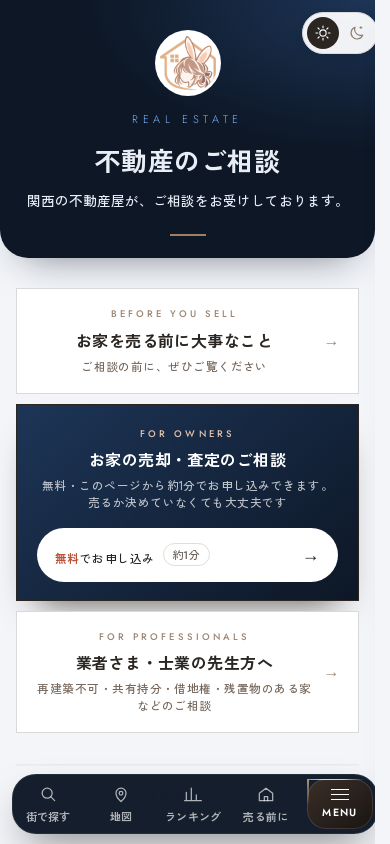 REAL ESTATE
不動産のご相談
関西の不動産屋が、ご相談をお受けしております。
BEFORE YOU SELL
お家を売る前に大事なこと
ご相談の前に、ぜひご覧ください
→
FOR OWNERS
お家の売却・査定のご相談
無料・このページから約1分でお申し込みできます。
売るか決めていなくても大丈夫です
無料でお申し込み 約1分 →
FOR PROFESSIONALS
業者さま・士業の先生方へ
再建築不可・共有持分・借地権・残置物のある家
などのご相談
→
街で探す 地図 ランキング 売る前に MENU